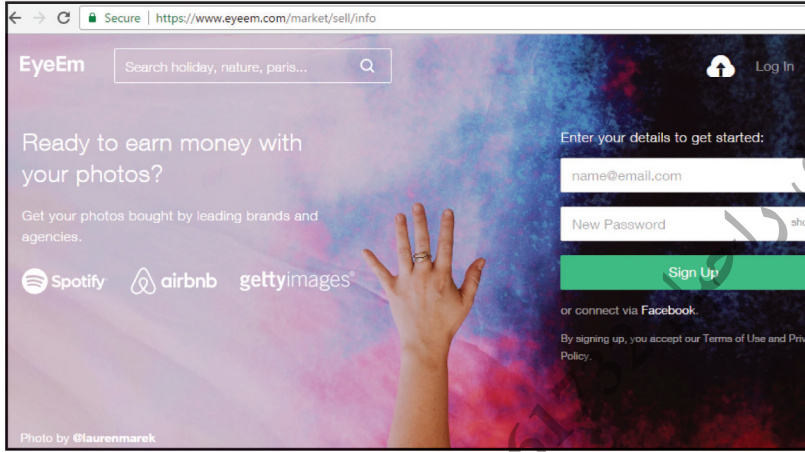 Secure | https://www.eyeem.com/market/sell/info
EyeEm
Search holiday, nature, paris...
Log In
Ready to earn money with
your photos?
Get your photos bought by leading brands and
agencies.
Spotify airbnb gettyimages®
Photo by @laurenmarek
Enter your details to get started:
name@email.com
New Password
Sign Up
or connect via Facebook.
By signing up, you accept our Terms of Use and
Policy.